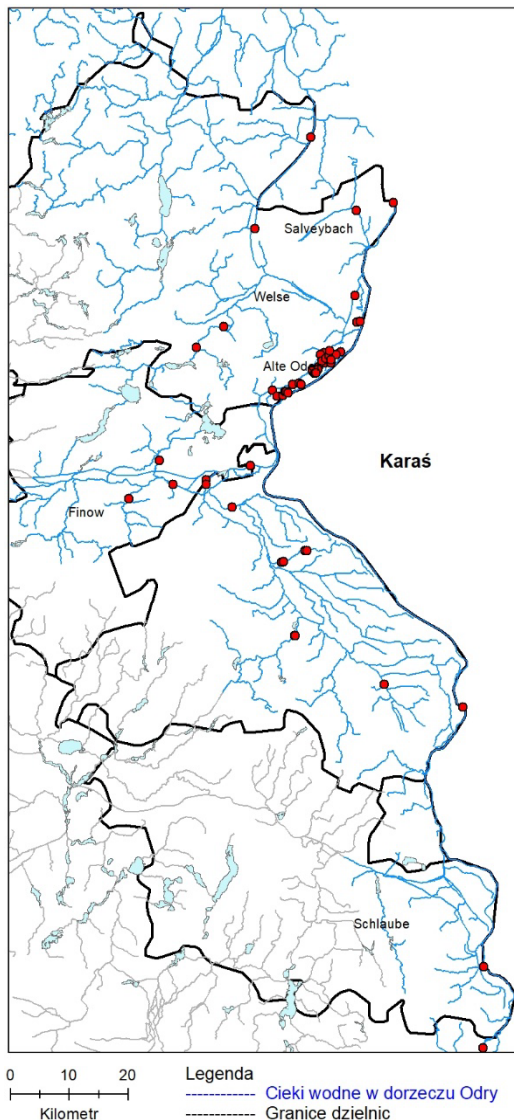 Salveybach
Welse
Alte Oder
Karaś
Finow
Schlaube
0 10 20
Kilometr
Legenda
Cieki wodne w dorzeczu Odry
Granice dzielnic